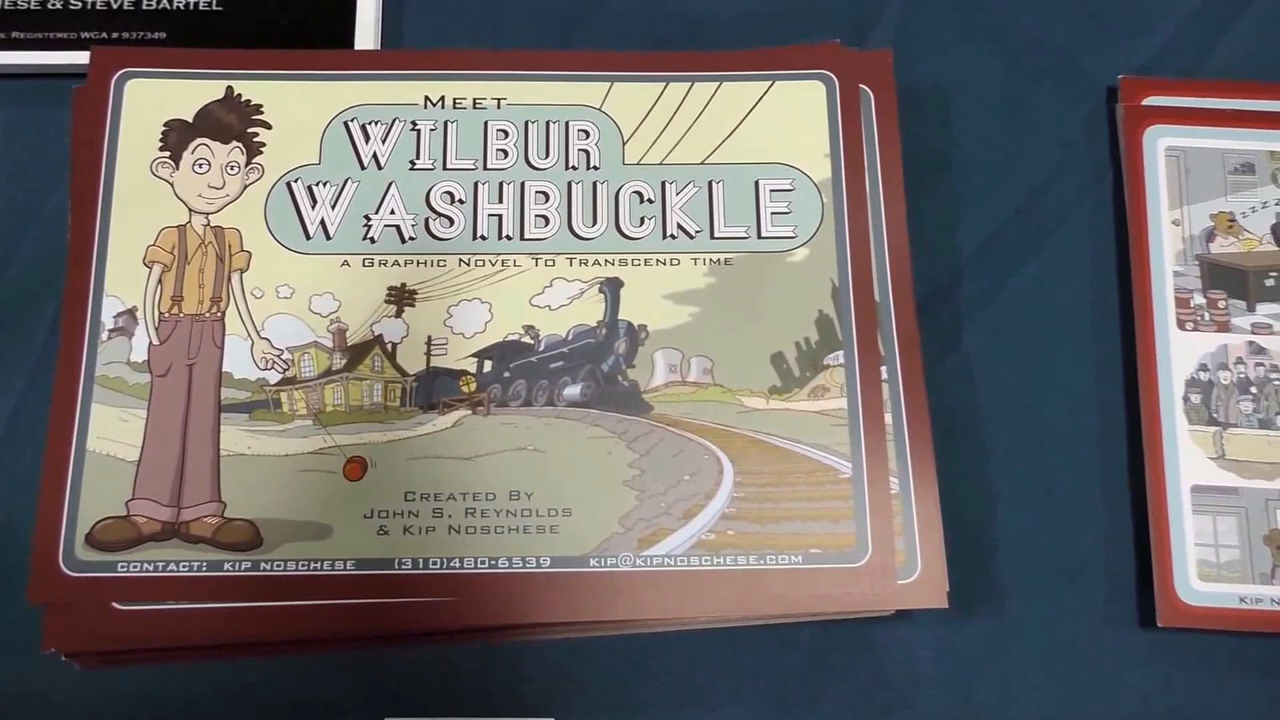 ESE & STEVE BARTEL
S: REGISTERED WGA # 937349
MEET
WILBUR
WASHBUCKLE
A GRAPHIC NOVEL TO TRANSCEND TIME
CREATED BY
JOHN S. REYNOLDS
& KIP NOSCHESE
CONTACT: KIP NOSCHESE (310)480-6539 KIP@KIPNOSCHESE.COM
ZZZZ
KIP N